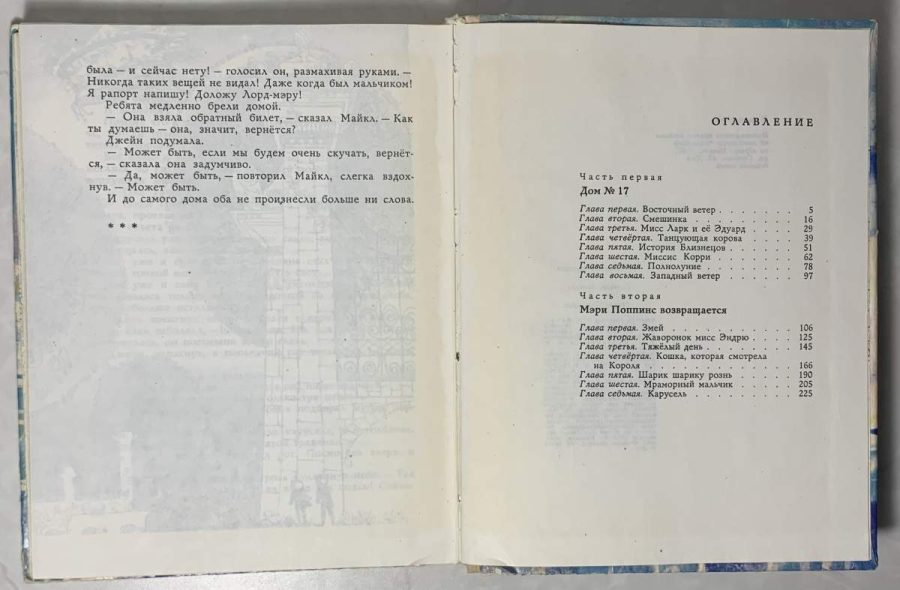 была — и сейчас нету! — голосил он, размахивая руками. —
Никогда таких вещей не видал! Даже когда был мальчиком!
Я рапорт напишу! Доложу Лорд-мэру!
Ребята медленно брели домой.
— Она взяла обратный билет, — сказал Майкл. — Как
ты думаешь — она, значит, вернётся?
Джейн подумала.
— Может быть, если мы будем очень скучать, вернёт-
ся, — сказала она задумчиво.
— Да, может быть, — повторил Майкл, слегка вздох-
нув. — Может быть.
И до самого дома оба не произнесли больше ни слова.
* * *
ОГЛАВЛЕНИЕ
Часть первая
Дом № 17
Глава первая. Восточный ветер . . . . . . . . 5
Глава вторая. Смешинка . . . . . . . . . . . 16
Глава третья. Мисс Ларк и её Эдуард . . . . 29
Глава четвёртая. Танцующая корова . . . . . 39
Глава пятая. История Близнецов . . . . . . . 51
Глава шестая. Миссис Корри . . . . . . . . . 62
Глава седьмая. Полнолуние . . . . . . . . . 78
Глава восьмая. Западный ветер . . . . . . . 97
Часть вторая
Мэри Поппинс возвращается
Глава первая. Змей . . . . . . . . . . . . 106
Глава вторая. Жаворонок мисс Эндрю . . . . . 125
Глава третья. Тяжёлый день . . . . . . . . . 145
Глава четвёртая. Кошка, которая смотрела
на Короля . . . . . . . . . . . . . . . 166
Глава пятая. Шарик шарику рознь . . . . . . 190
Глава шестая. Мраморный мальчик . . . . . . 205
Глава седьмая. Карусель . . . . . . . . . . 225